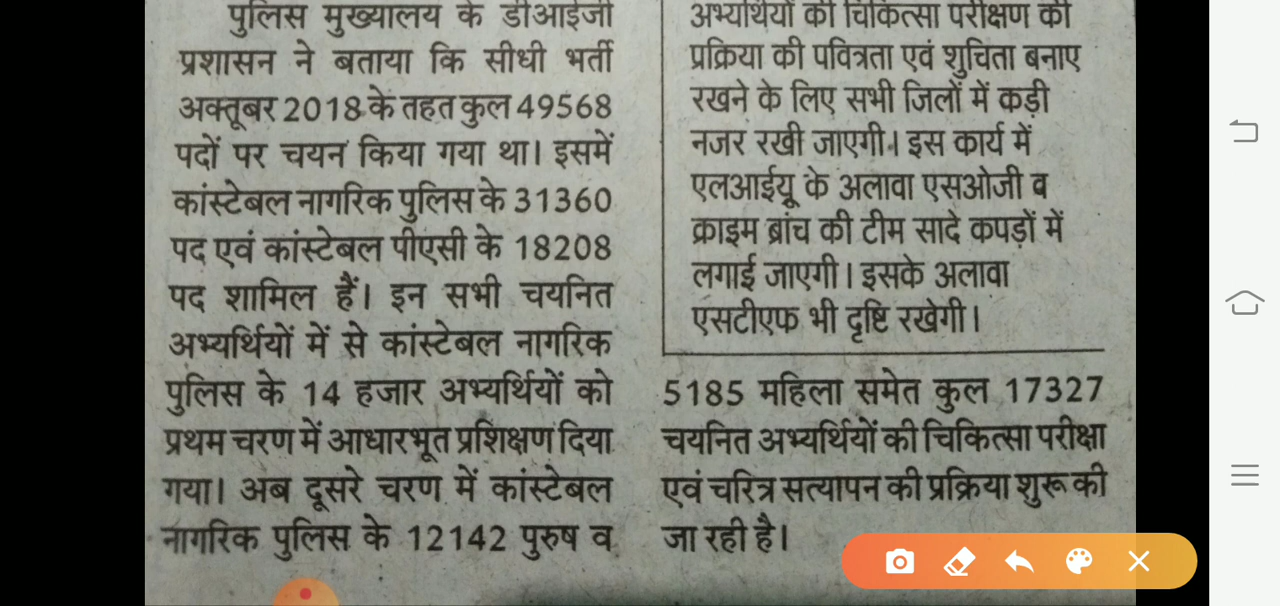 पुलिस मुख्यालय के डीआईजी
प्रशासन ने बताया कि सीधी भर्ती
अक्तूबर 2018 के तहत कुल 49568
पदों पर चयन किया गया था। इसमें
कांस्टेबल नागरिक पुलिस के 31360
पद एवं कांस्टेबल पीएसी के 18208
पद शामिल हैं। इन सभी चयनित
अभ्यर्थियों में से कांस्टेबल नागरिक
पुलिस के 14 हजार अभ्यर्थियों को
प्रथम चरण में आधारभूत प्रशिक्षण दिया
गया। अब दूसरे चरण में कांस्टेबल
नागरिक पुलिस के 12142 पुरुष व
अभ्यर्थियों की चिकित्सा परीक्षण की
प्रक्रिया की पवित्रता एवं शुचिता बनाए
रखने के लिए सभी जिलों में कड़ी
नजर रखी जाएगी। इस कार्य में
एलआईयू के अलावा एसओजी व
क्राइम ब्रांच की टीम सादे कपड़ों में
लगाई जाएगी। इसके अलावा
एसटीएफ भी दृष्टि रखेगी।
5185 महिला समेत कुल 17327
चयनित अभ्यर्थियों की चिकित्सा परीक्षा
एवं चरित्र सत्यापन की प्रक्रिया शुरू की
जा रही है।